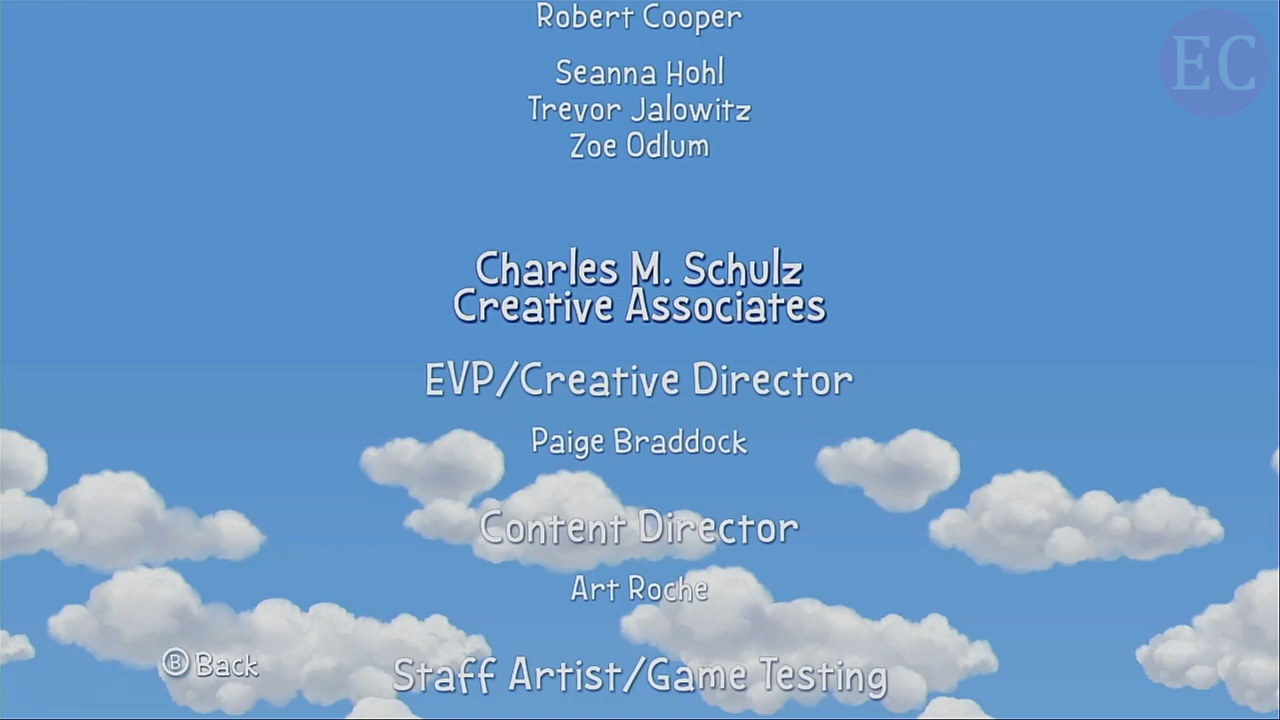 Robert Cooper
EC
Seanna Hohl
Trevor Jalowitz
Zoe Odlum
Charles M. Schulz
Creative Associates
EVP/Creative Director
Paige Braddock
Content Director
Art Roche
B Back
Staff Artist/Game Testing